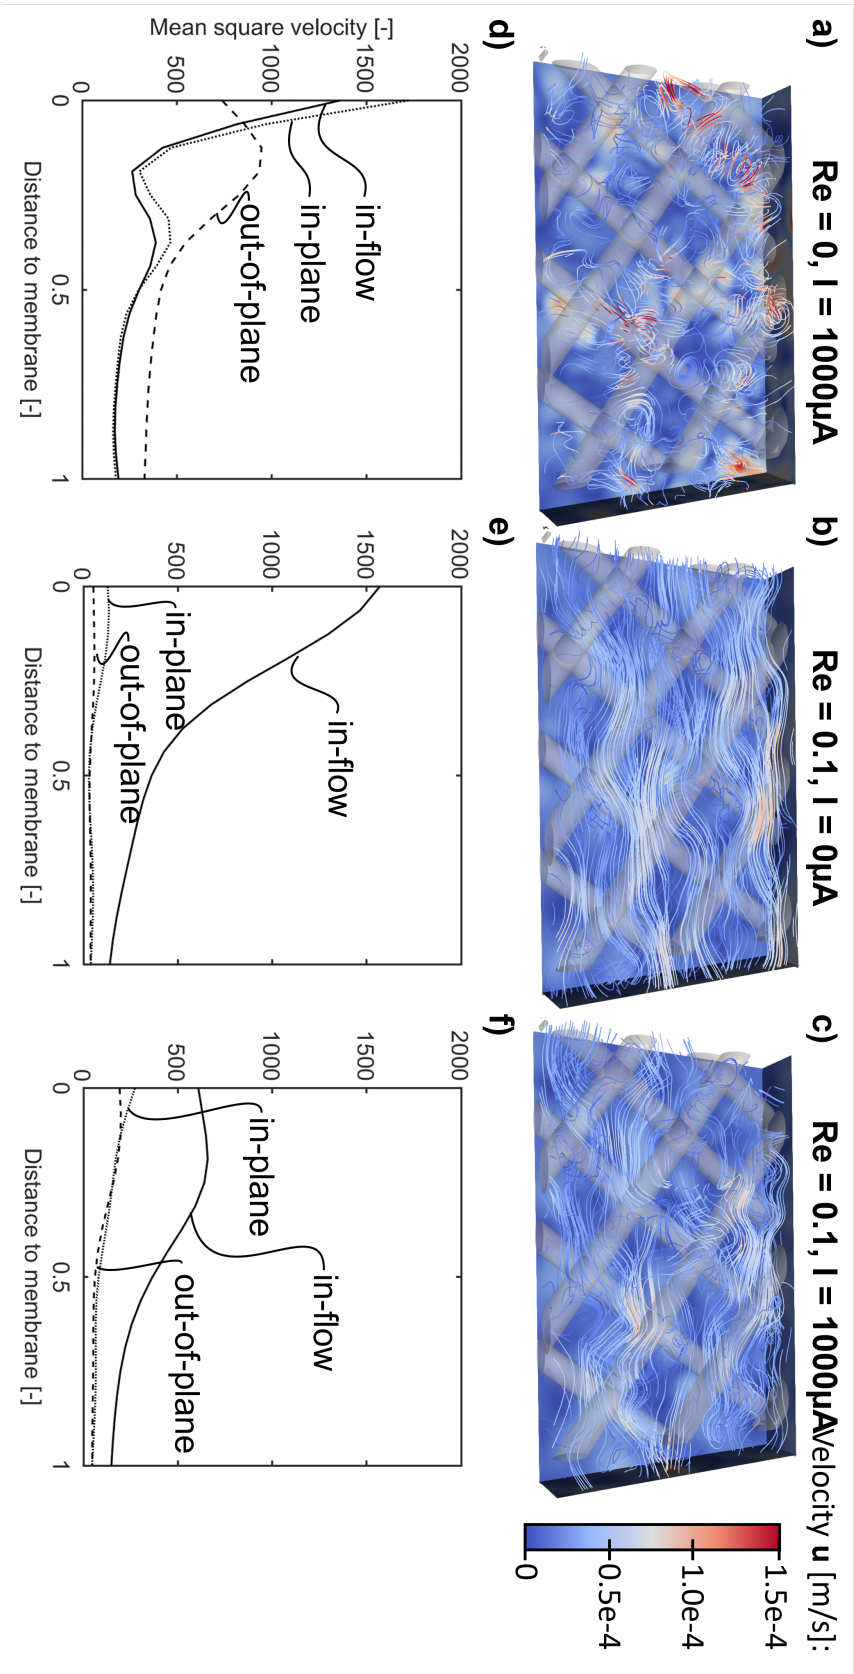 a)
Re = 0, I = 1000µA
b)
Re = 0.1, I = 0µA
c)
Re = 0.1, I = 1000µA
Velocity u [m/s]:
0
0.5e-4
1.0e-4
1.5e-4
d)
Mean square velocity [-]
2000
1500
1000
500
0
0
0.5
1
Distance to membrane [-]
in-flow
in-plane
out-of-plane
e)
2000
1500
1000
500
0
0
0.5
1
Distance to membrane [-]
in-flow
in-plane
out-of-plane
f)
2000
1500
1000
500
0
0
0.5
1
Distance to membrane [-]
in-plane
in-flow
out-of-plane